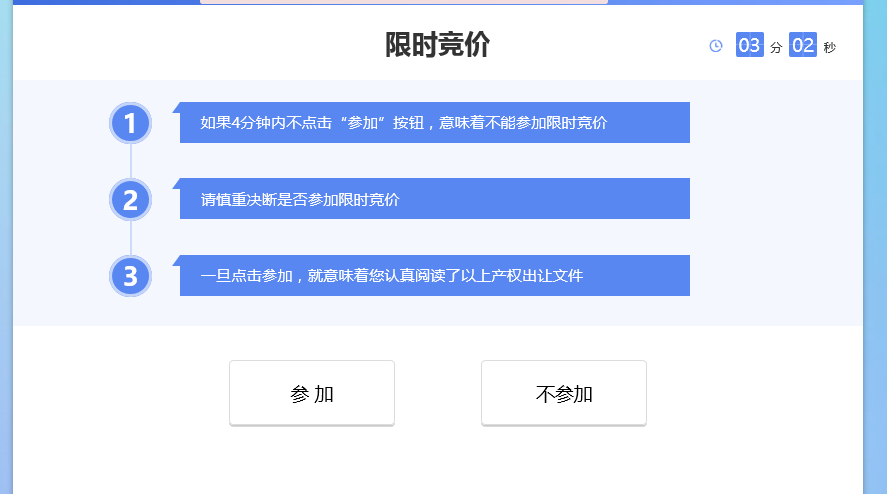 限时竞价
03 分 02 秒
1 如果4分钟内不点击“参加”按钮，意味着不能参加限时竞价
2 请慎重决断是否参加限时竞价
3 一旦点击参加，就意味着您认真阅读了以上产权出让文件
参 加
不参加